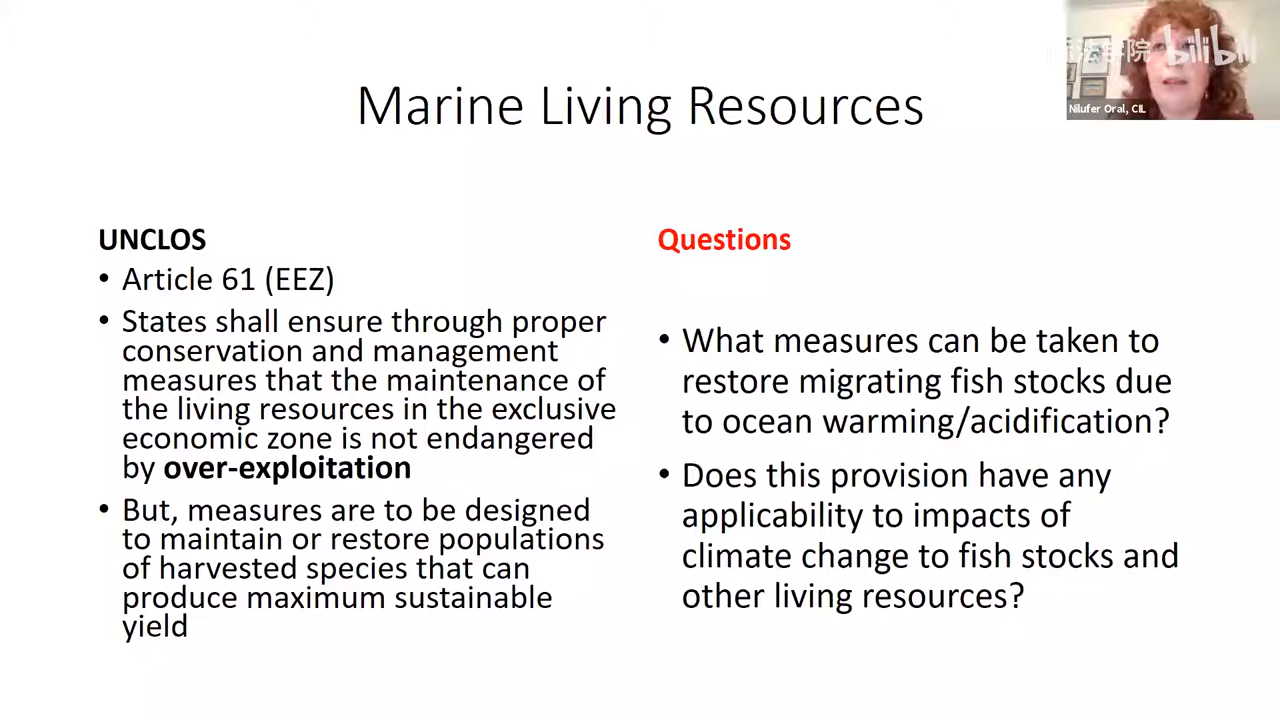 法学院 bilibili
Nilufer Oral, CIL
Marine Living Resources
UNCLOS
• Article 61 (EEZ)
• States shall ensure through proper
conservation and management
measures that the maintenance of
the living resources in the exclusive
economic zone is not endangered
by over-exploitation
• But, measures are to be designed
to maintain or restore populations
of harvested species that can
produce maximum sustainable
yield
Questions
• What measures can be taken to
restore migrating fish stocks due
to ocean warming/acidification?
• Does this provision have any
applicability to impacts of
climate change to fish stocks and
other living resources?